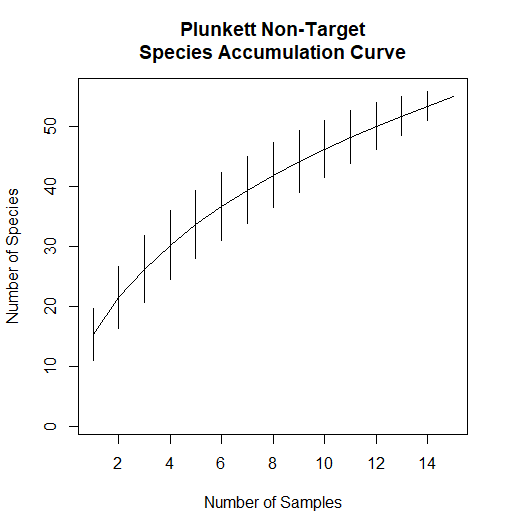 Plunkett Non-Target
Species Accumulation Curve
Number of Species
50
40
30
20
10
0
2 4 6 8 10 12 14
Number of Samples